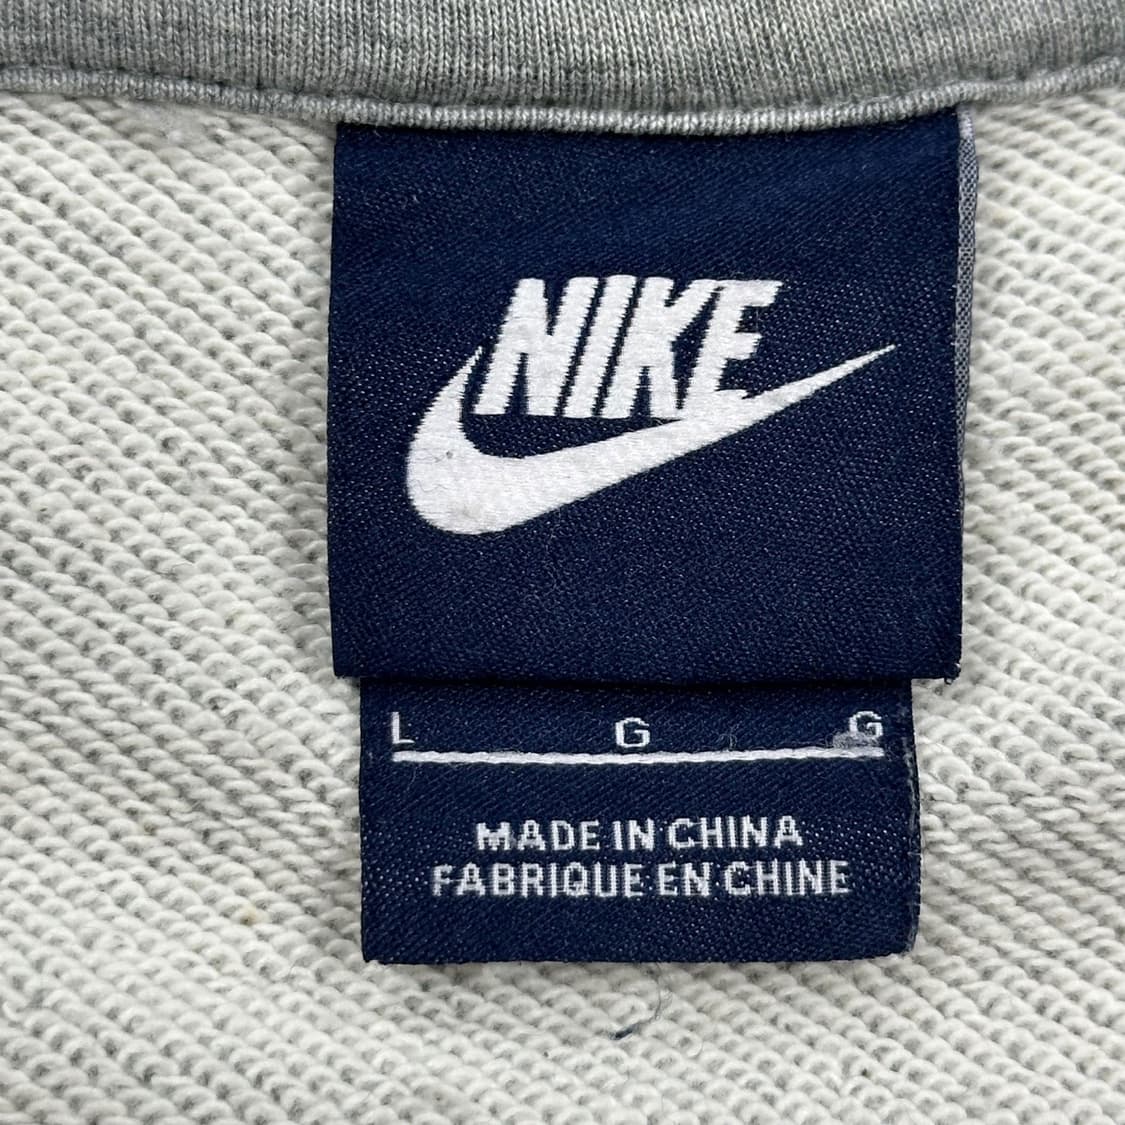 NIKE
L G G
MADE IN CHINA
FABRIQUE EN CHINE